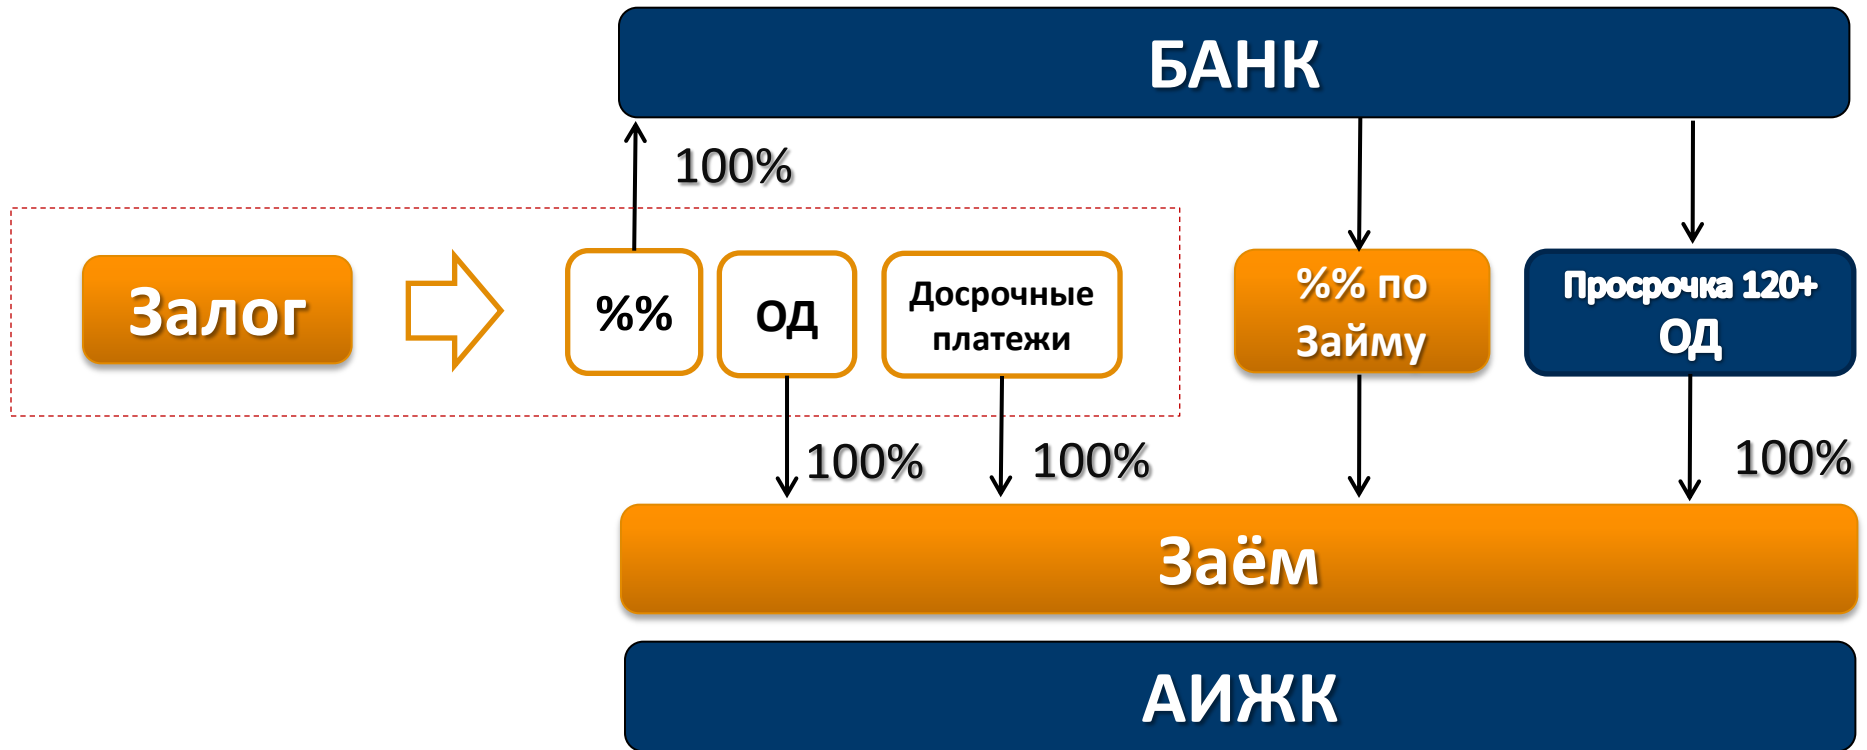 БАНК
100%
Залог
%%
ОД
Досрочные
платежи
%% по
Займу
Просрочка 120+
ОД
100%
100%
100%
Заём
АИЖК